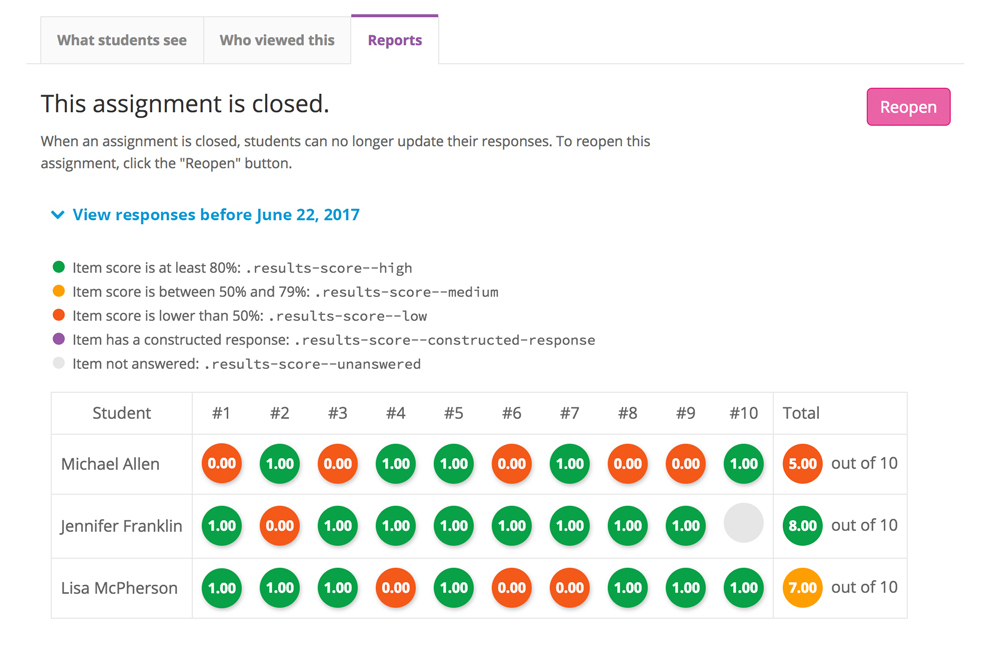 What students see Who viewed this Reports
This assignment is closed. Reopen
When an assignment is closed, students can no longer update their responses. To reopen this
assignment, click the "Reopen" button.
View responses before June 22, 2017
Item score is at least 80%: .results-score--high
Item score is between 50% and 79%: .results-score--medium
Item score is lower than 50%: .results-score--low
Item has a constructed response: .results-score--constructed-response
Item not answered: .results-score--unanswered
Student #1 #2 #3 #4 #5 #6 #7 #8 #9 #10 Total
Michael Allen 0.00 1.00 0.00 1.00 1.00 0.00 1.00 0.00 0.00 1.00 5.00 out of 10
Jennifer Franklin 1.00 0.00 1.00 1.00 1.00 1.00 1.00 1.00 1.00 8.00 out of 10
Lisa McPherson 1.00 1.00 1.00 0.00 1.00 0.00 0.00 1.00 1.00 1.00 7.00 out of 10